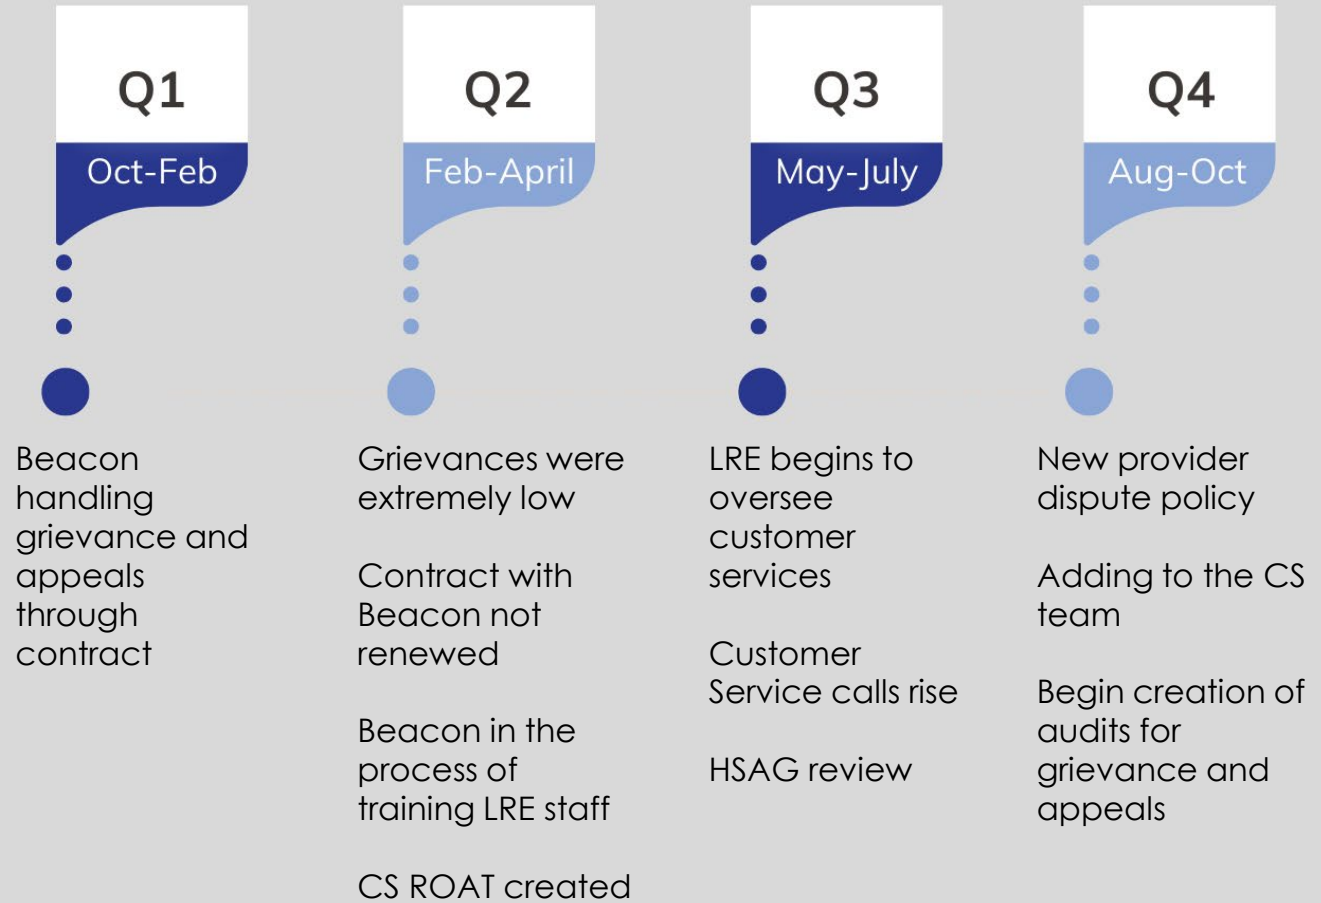 Q1
Oct-Feb
Beacon
handling
grievance and
appeals
through
contract
Q2
Feb-April
Grievances were
extremely low
Contract with
Beacon not
renewed
Beacon in the
process of
training LRE staff
CS ROAT created
Q3
May-July
LRE begins to
oversee
customer
services
Customer
Service calls rise
HSAG review
Q4
Aug-Oct
New provider
dispute policy
Adding to the CS
team
Begin creation of
audits for
grievance and
appeals